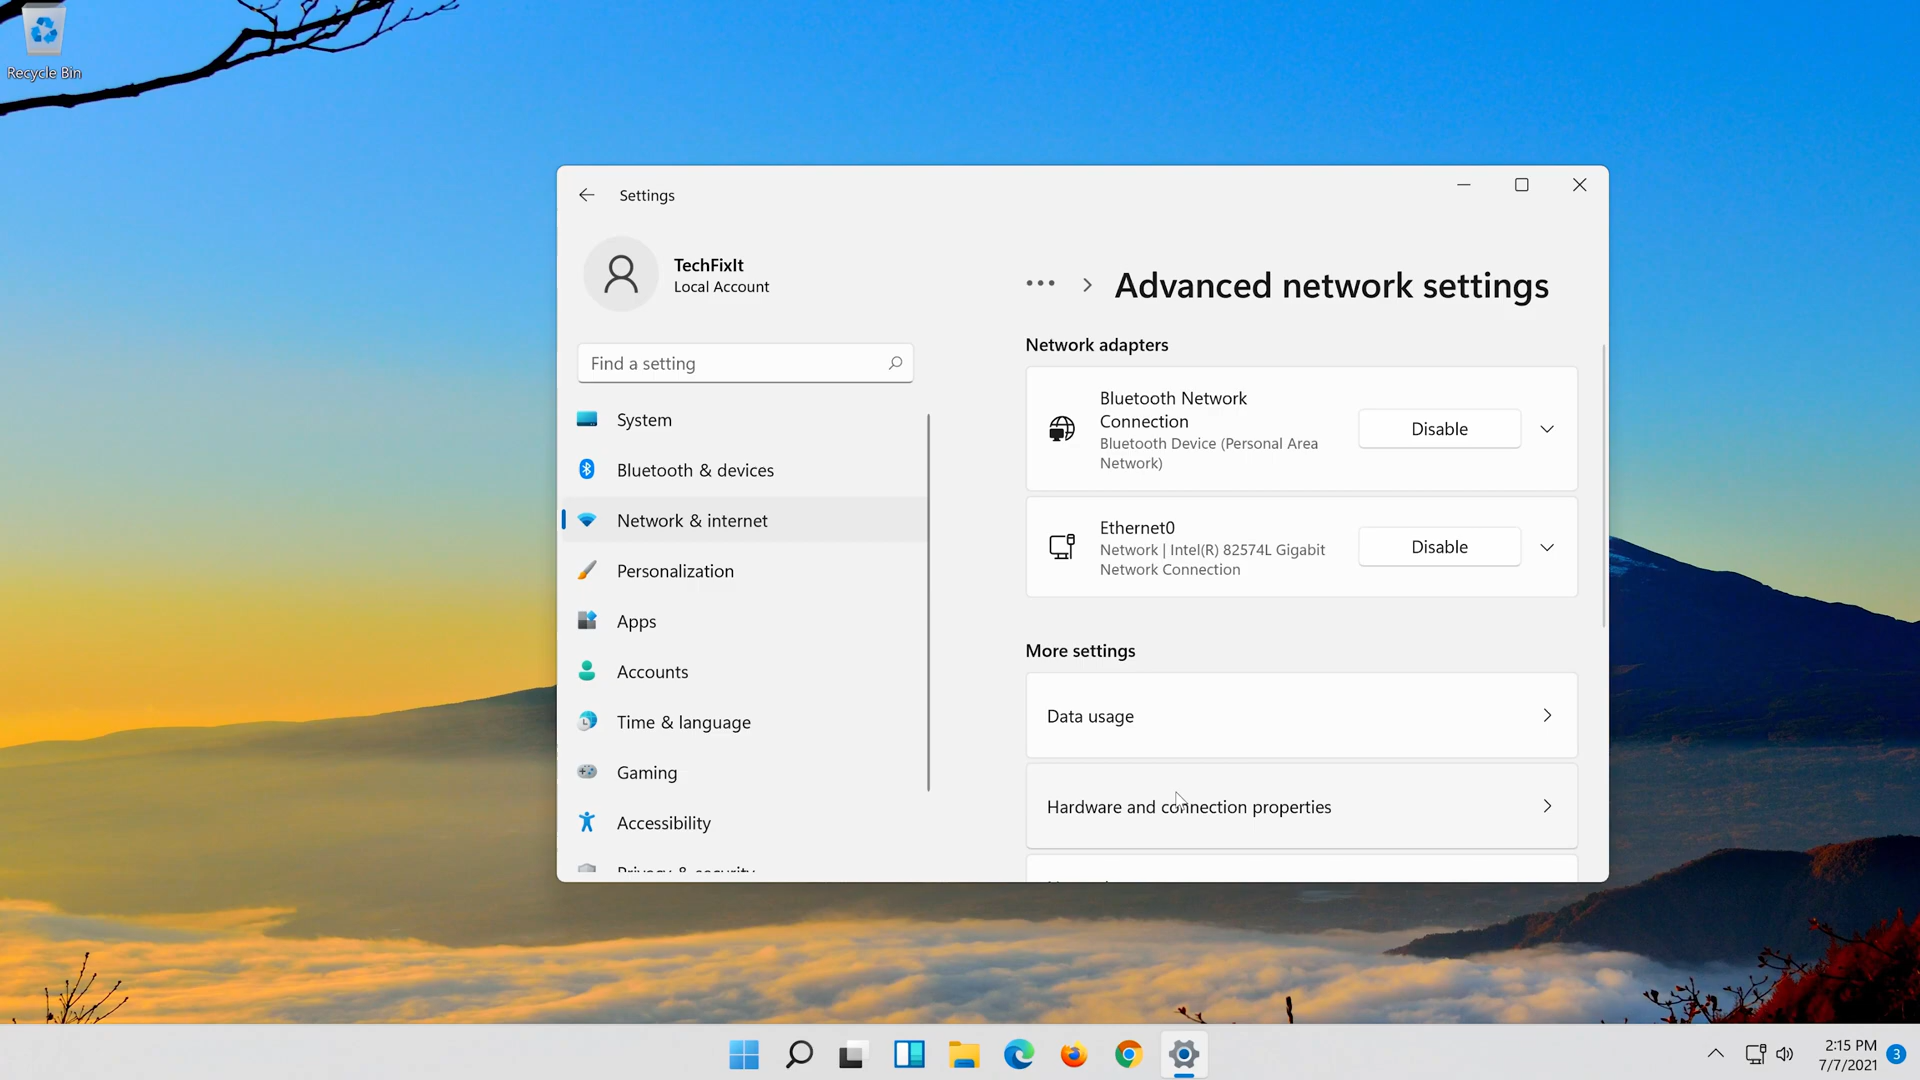 Recycle Bin
Settings
TechFixIt
Local Account
Find a setting
System
Bluetooth & devices
Network & internet
Personalization
Apps
Accounts
Time & language
Gaming
Accessibility
Privacy & security
Advanced network settings
Network adapters
Bluetooth Network
Connection
Bluetooth Device (Personal Area
Network)
Disable
Ethernet0
Network | Intel(R) 82574L Gigabit
Network Connection
Disable
More settings
Data usage
Hardware and connection properties
2:15 PM
7/7/2021
3